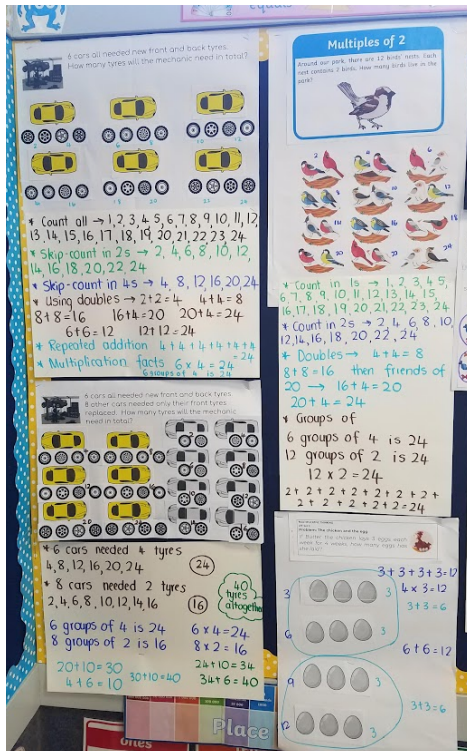 equals
6 cars all needed new front and back tyres.
How many tyres will the mechanic need in total?
* Count all → 1, 2, 3, 4, 5, 6, 7, 8, 9, 10, 11, 12,
13, 14, 15, 16, 17, 18, 19, 20, 21, 22, 23, 24
* Skip-count in 2s → 2, 4, 6, 8, 10, 12,
14, 16, 18, 20, 22, 24
* Skip-count in 4s → 4, 8, 12, 16, 20, 24
* Using doubles → 2+2=4 4+4=8
8+8=16 16+4=20 20+4=24
6+6=12 12+12=24
* Repeated addition 4+4+4+4+4+4
=24
* Multiplication facts 6x4=24
6 groups of 4 is 24
6 cars all needed new front and back tyres.
8 other cars needed only their front tyres
replaced. How many tyres will the mechanic
need in total?
* 6 cars needed 4 tyres
4, 8, 12, 16, 20, 24
24
* 8 cars needed 2 tyres
2, 4, 6, 8, 10, 12, 14, 16
16
40
tyres
altogether
6 groups of 4 is 24 6x4=24
8 groups of 2 is 16 8x2=16
20+10=30 24+10=34
4+6=10 30+10=40 34+6=40
Multiples of 2
Around our park, there are 12 birds' nests. Each
nest contains 2 birds. How many birds live in the
park?
* Count in 1s → 1, 2, 3, 4, 5,
6, 7, 8, 9, 10, 11, 12, 13, 14, 15,
16, 17, 18, 19, 20, 21, 22, 23, 24
* Count in 2s → 2, 4, 6, 8, 10,
12, 14, 16, 18, 20, 22, 24
* Doubles → 4+4=8
8+8=16 then friends of
20 → 16+4=20
20+4=24
* Groups of
6 groups of 4 is 24
12 groups of 2 is 24
12 x 2 = 24
2+2+2+2+2+2+2+
2+2+2+2+2=24
3+3+3+3=12
4x3=12
3 3
3+3=6
6 3
6+6=12
9 3
3+3=6
12 3
Place